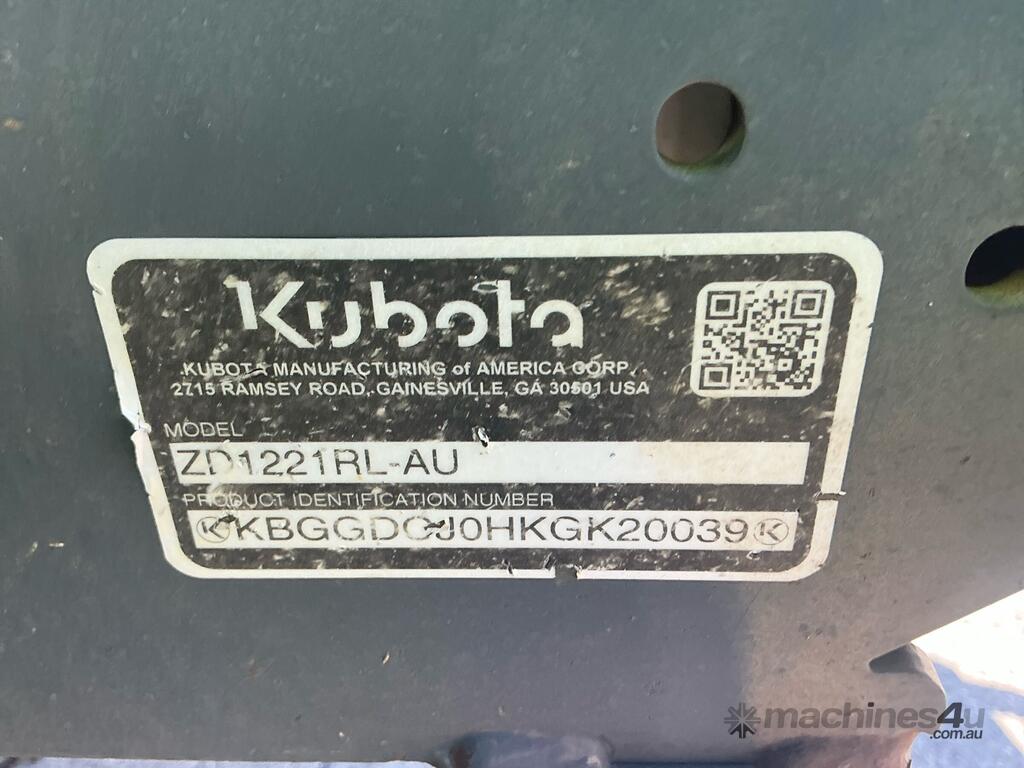 Kubota
KUBOTA MANUFACTURING of AMERICA CORP.
2715 RAMSEY ROAD, GAINESVILLE, GA 30501 USA
MODEL
ZD1221RL-AU
PRODUCT IDENTIFICATION NUMBER
KBGGDCJ0HKGK20039
machines4u
.com.au